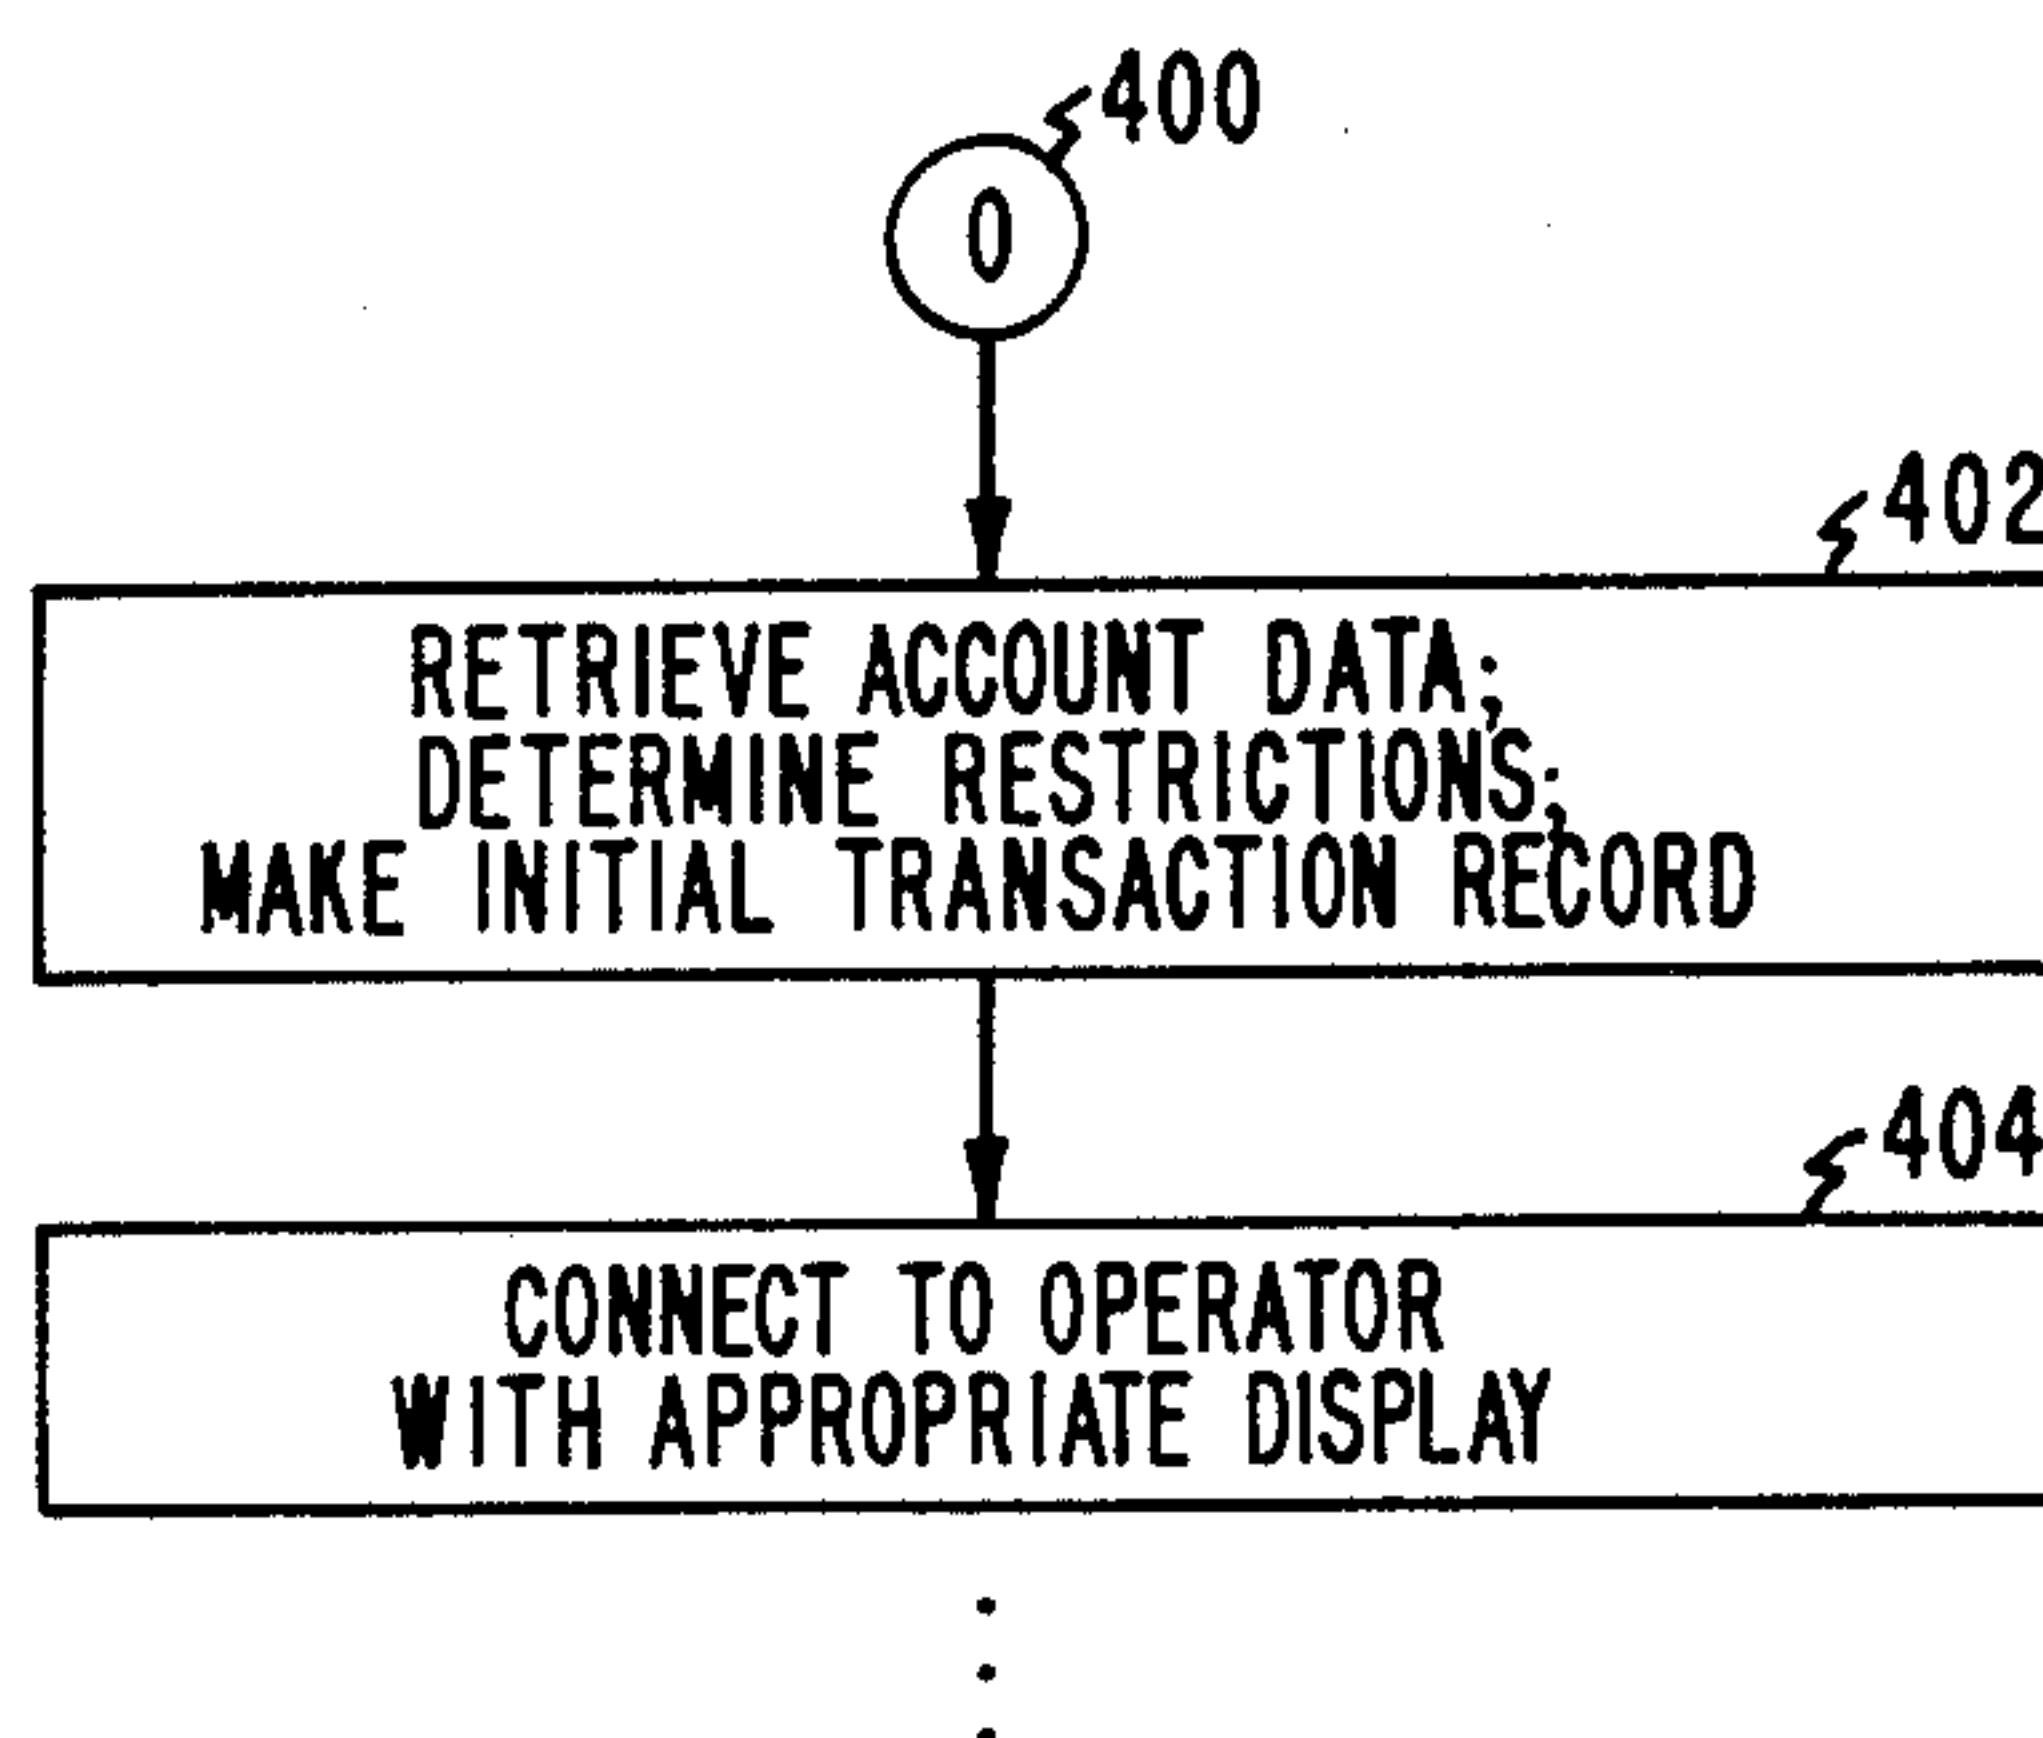 400
0
402
RETRIEVE ACCOUNT DATA;
DETERMINE RESTRICTIONS;
MAKE INITIAL TRANSACTION RECORD
404
CONNECT TO OPERATOR
WITH APPROPRIATE DISPLAY